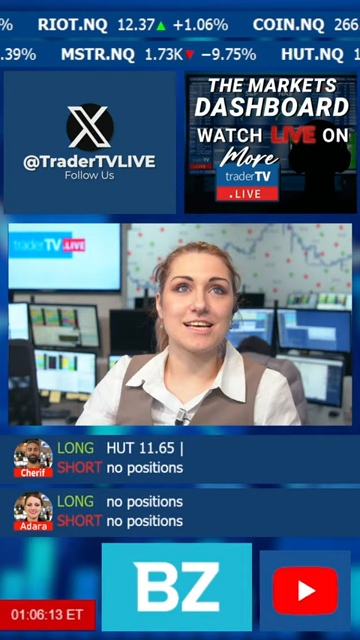 % RIOT.NQ 12.37▲ +1.06% COIN.NQ 266
.39% MSTR.NQ 1.73K▼ −9.75% HUT.NQ 1
X
@TraderTVLIVE
Follow Us
THE MARKETS
DASHBOARD
WATCH LIVE ON
More
traderTV
.LIVE
traderTV.LIVE
LONG HUT 11.65 |
SHORT no positions
Cherif
LONG no positions
SHORT no positions
Adara
BZ
01:06:13 ET